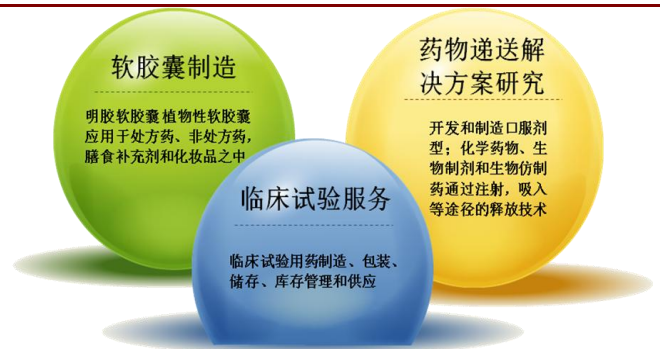 软胶囊制造
明胶软胶囊 植物性软胶囊
应用于处方药、非处方药，
膳食补充剂和化妆品之中
药物递送解
决方案研究
开发和制造口服剂
型；化学药物、生
物制剂和生物仿制
药通过注射，吸入
等途径的释放技术
临床试验服务
临床试验用药制造、包装、
储存、库存管理和供应